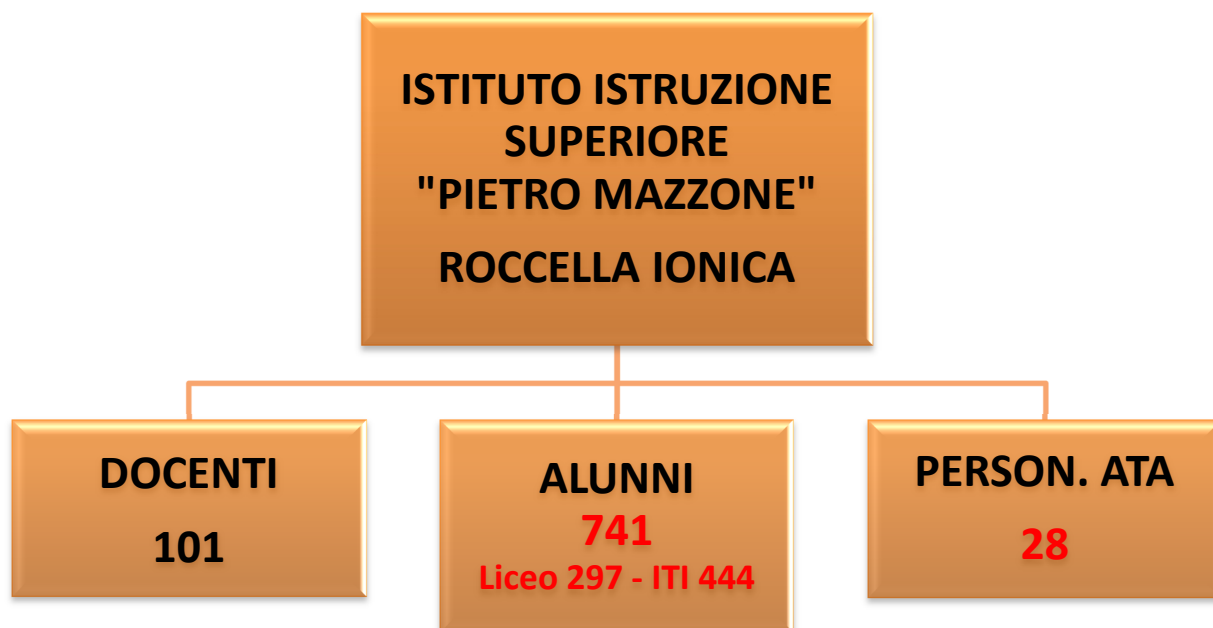 ISTITUTO ISTRUZIONE
SUPERIORE
"PIETRO MAZZONE"
ROCCELLA IONICA
DOCENTI
101
ALUNNI
741
Liceo 297 - ITI 444
PERSON. ATA
28